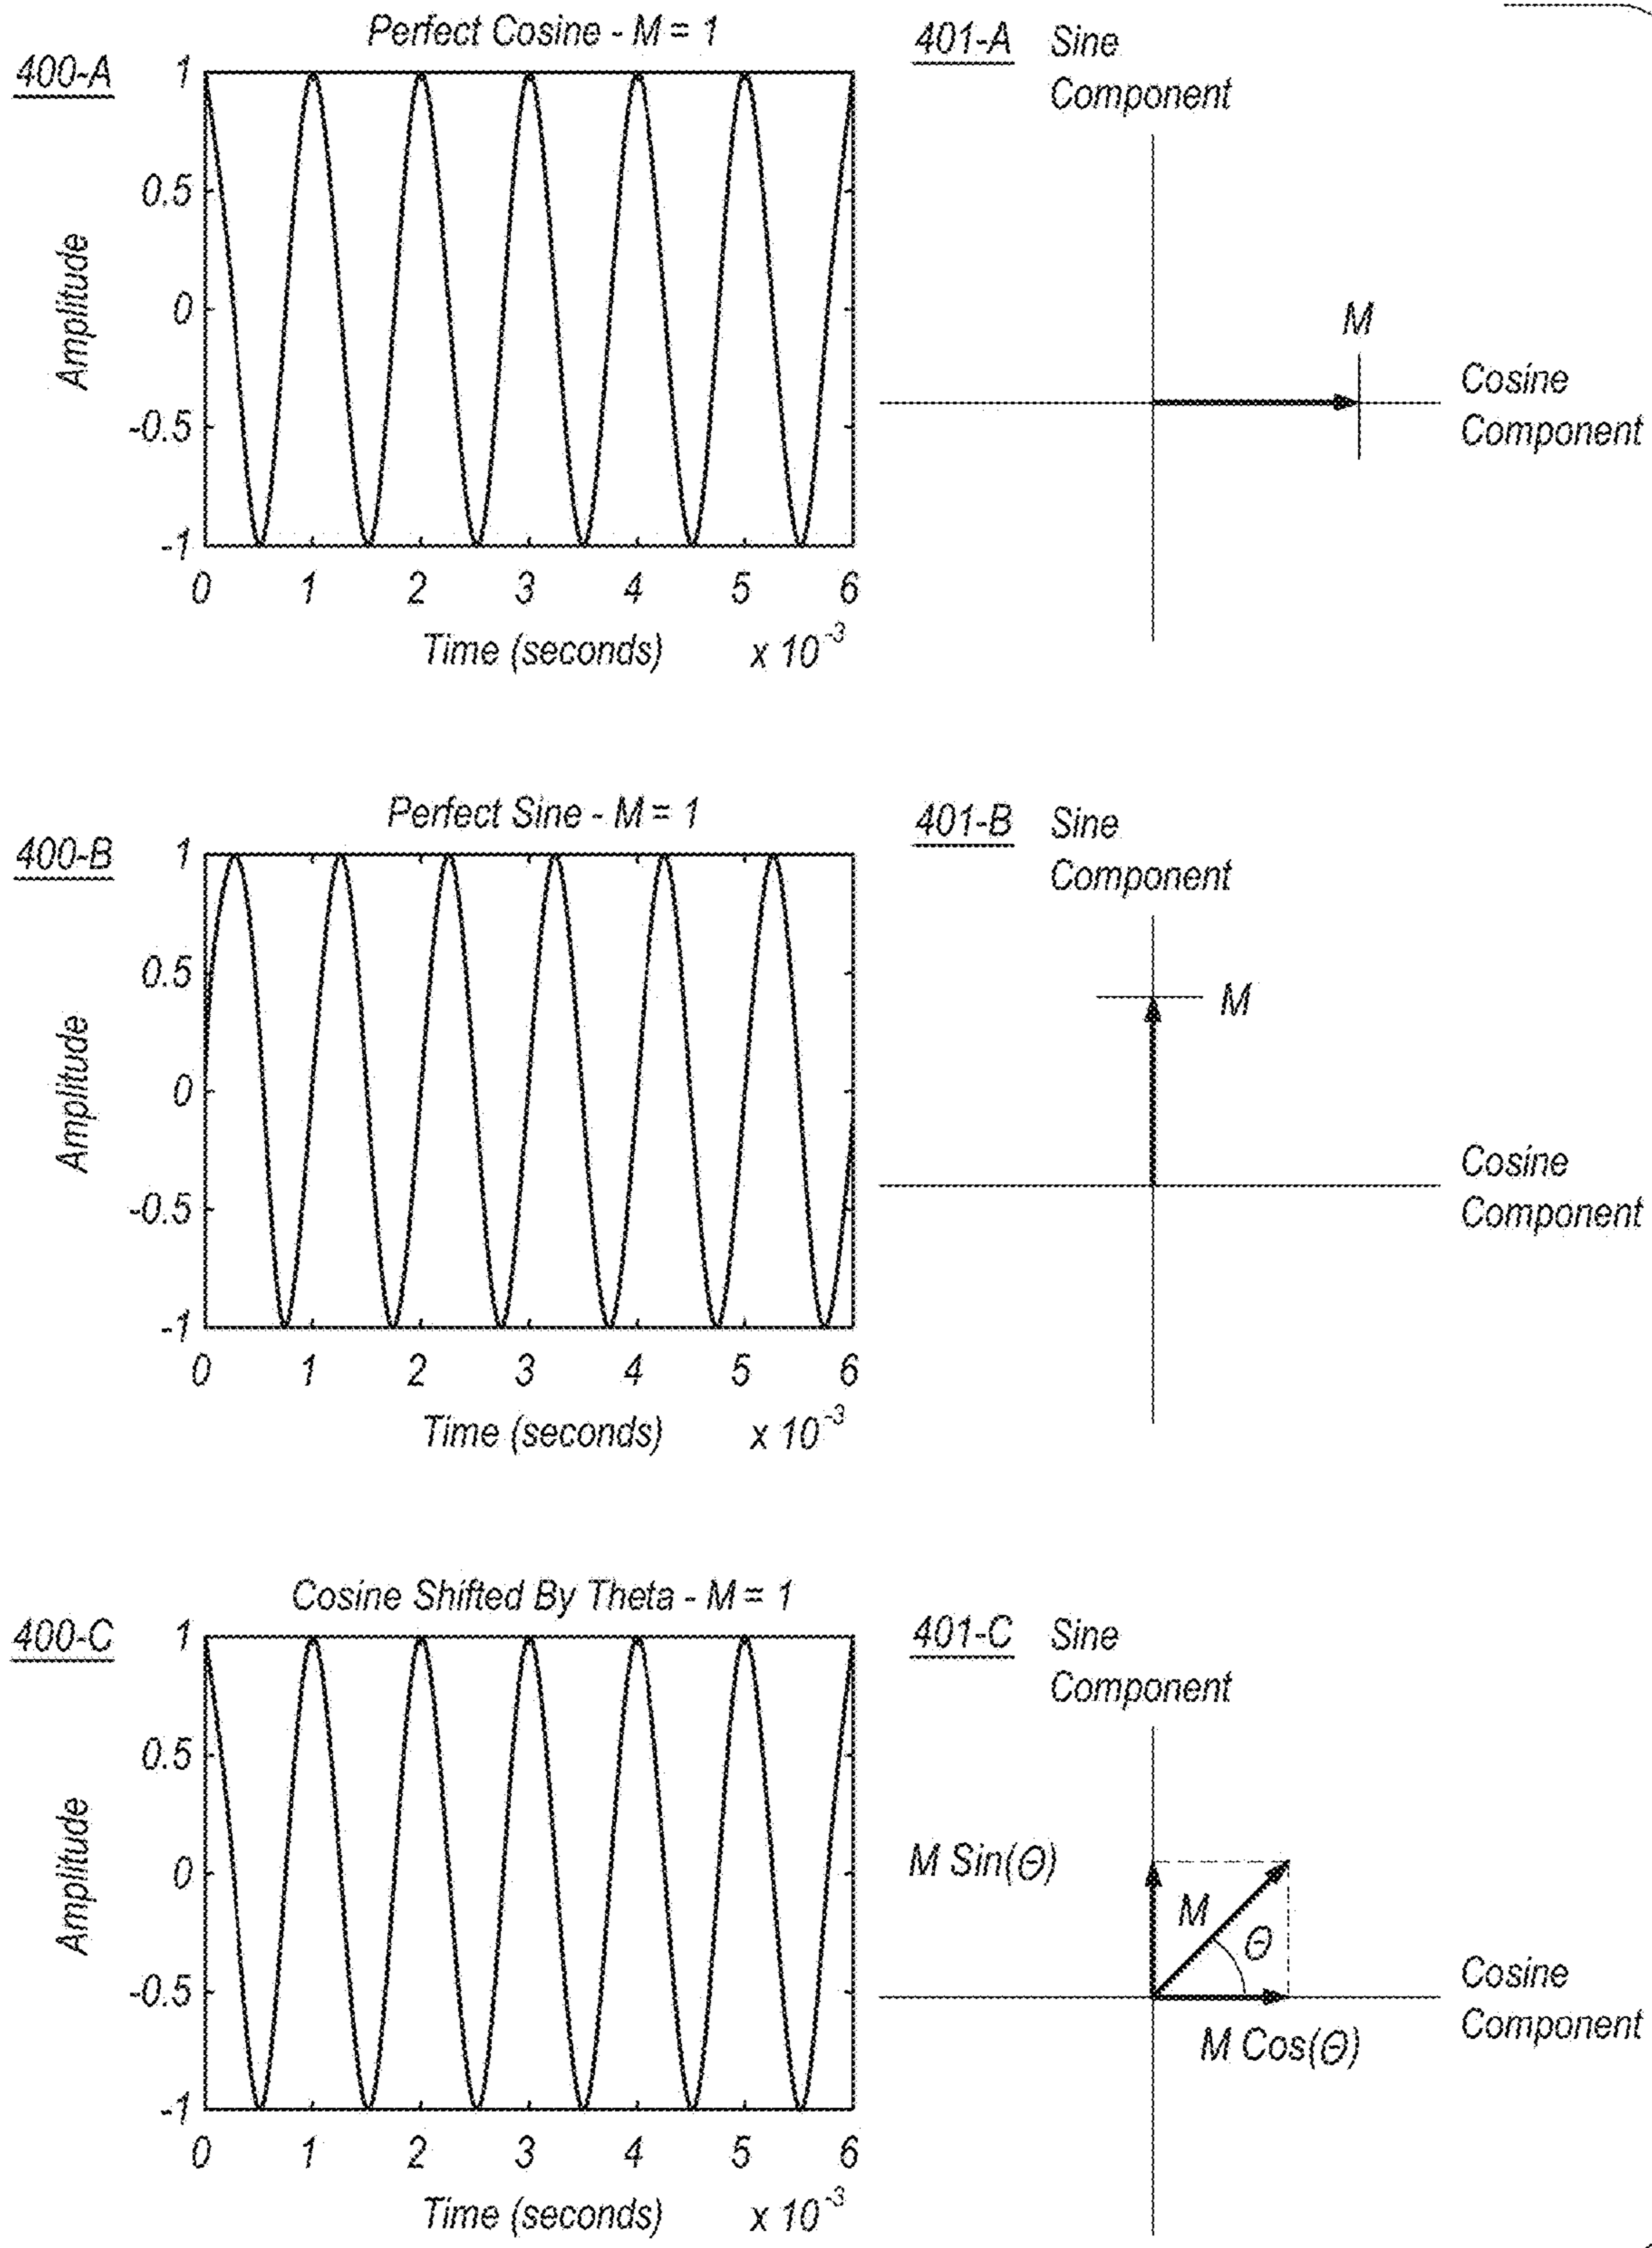 Perfect Cosine - M = 1
400-A
1
0.5
0
-0.5
-1
Amplitude
0 1 2 3 4 5 6
Time (seconds) x 10-3
401-A Sine
Component
M
Cosine
Component
Perfect Sine - M = 1
400-B
1
0.5
0
-0.5
-1
Amplitude
0 1 2 3 4 5 6
Time (seconds) x 10-3
401-B Sine
Component
M
Cosine
Component
Cosine Shifted By Theta - M = 1
400-C
1
0.5
0
-0.5
-1
Amplitude
0 1 2 3 4 5 6
Time (seconds) x 10-3
401-C Sine
Component
M Sin(Θ)
M
Θ
Cosine
Component
M Cos(Θ)